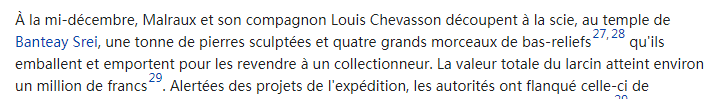 À la mi-décembre, Malraux et son compagnon Louis Chevasson découpent à la scie, au temple de
Banteay Srei, une tonne de pierres sculptées et quatre grands morceaux de bas-reliefs27, 28 qu'ils
emballent et emportent pour les revendre à un collectionneur. La valeur totale du larcin atteint environ
un million de francs29. Alertées des projets de l'expédition, les autorités ont flanqué celle-ci de